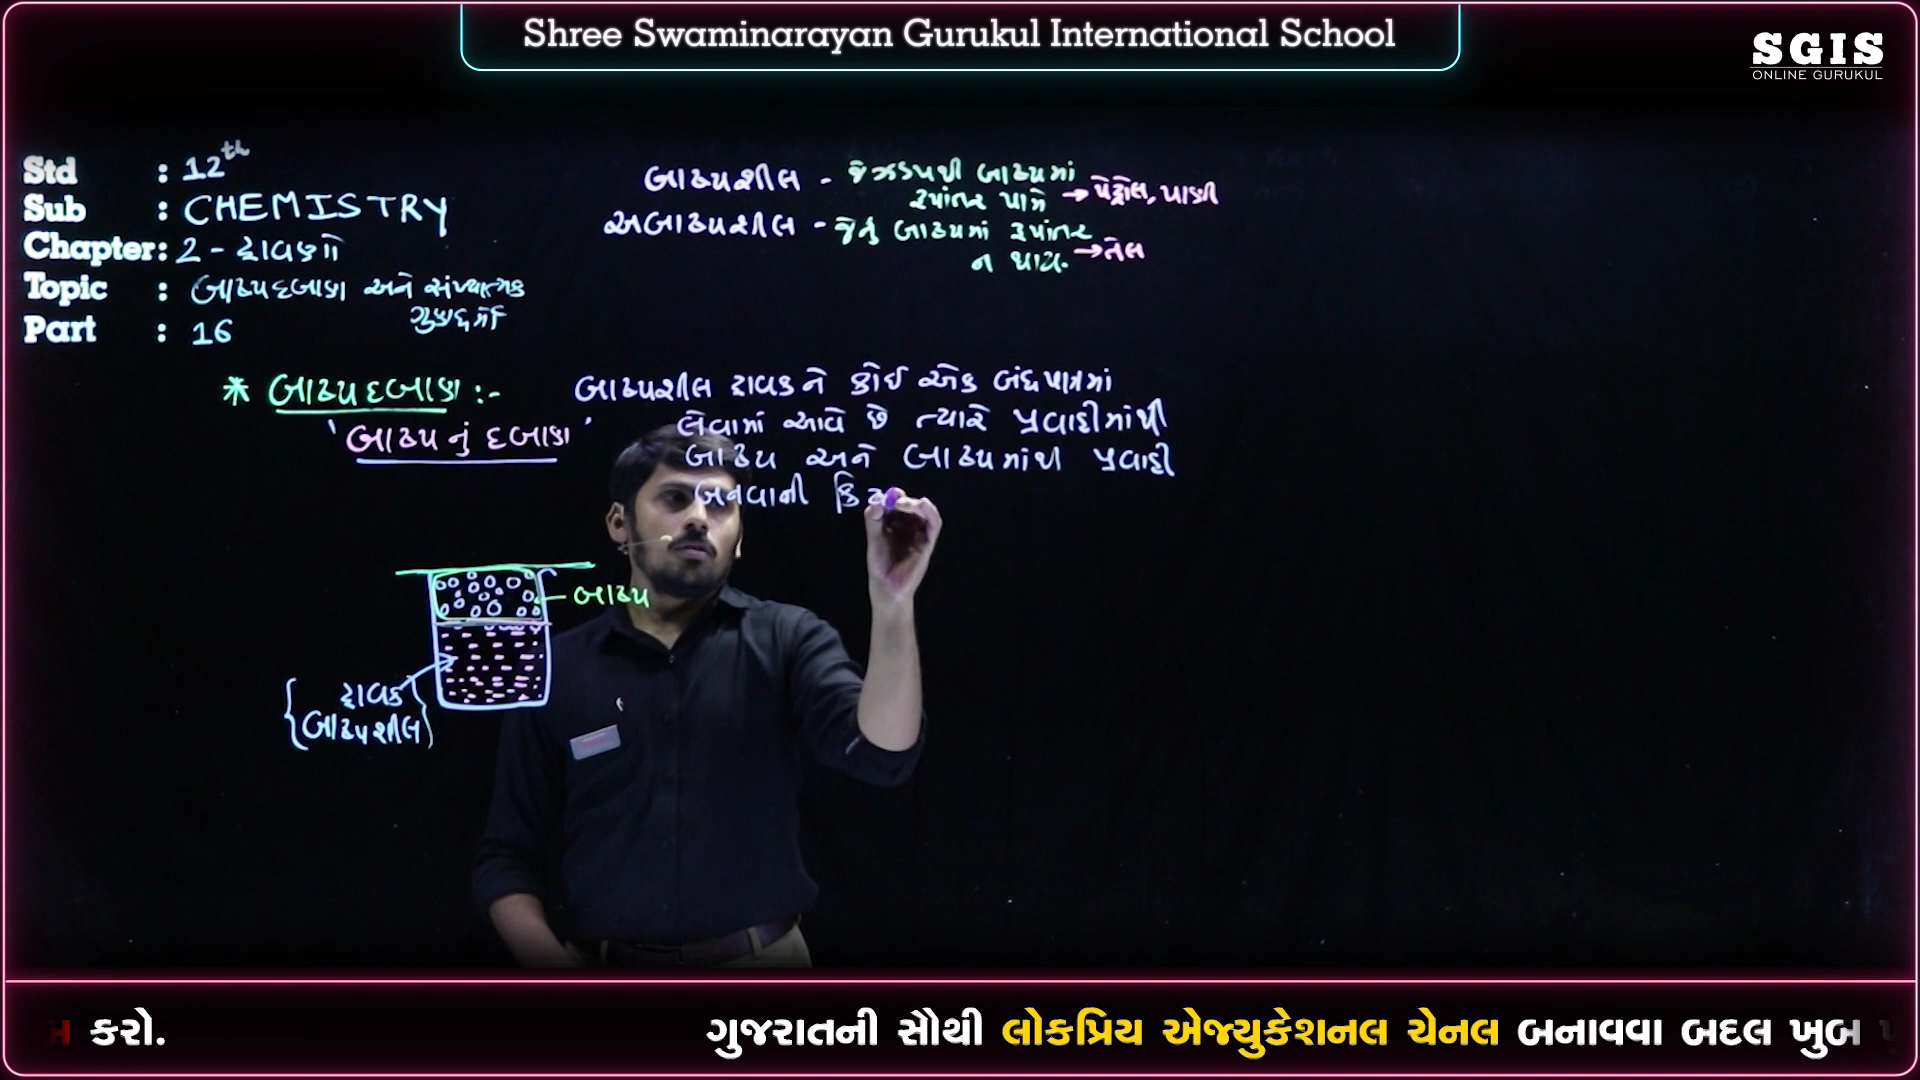 Shree Swaminarayan Gurukul International School
SGIS
ONLINE GURUKUL
Std : 12th
Sub : CHEMISTRY
Chapter: 2 - દ્રાવણો
Topic : બાષ્પદબાણ અને સંખ્યાત્મક
ગુણધર્મો
Part : 16
બાષ્પશીલ - જે ઝડપથી બાષ્પમાં
રૂપાંતર પામે → પેટ્રોલ, પાણી
અબાષ્પશીલ - જેનું બાષ્પમાં રૂપાંતર
ન થાય. → તેલ
* બાષ્પદબાણ :-
'બાષ્પનું દબાણ'
બાષ્પશીલ દ્રાવકને કોઈ એક બંધપાત્રમાં
લેવામાં આવે છે ત્યારે પ્રવાહીમાંથી
બાષ્પ અને બાષ્પમાંથી પ્રવાહી
બનવાની
બાષ્પ
દ્રાવક
{બાષ્પશીલ}
કરો.
ગુજરાતની સૌથી લોકપ્રિય એજ્યુકેશનલ ચેનલ બનાવવા બદલ ખુબ